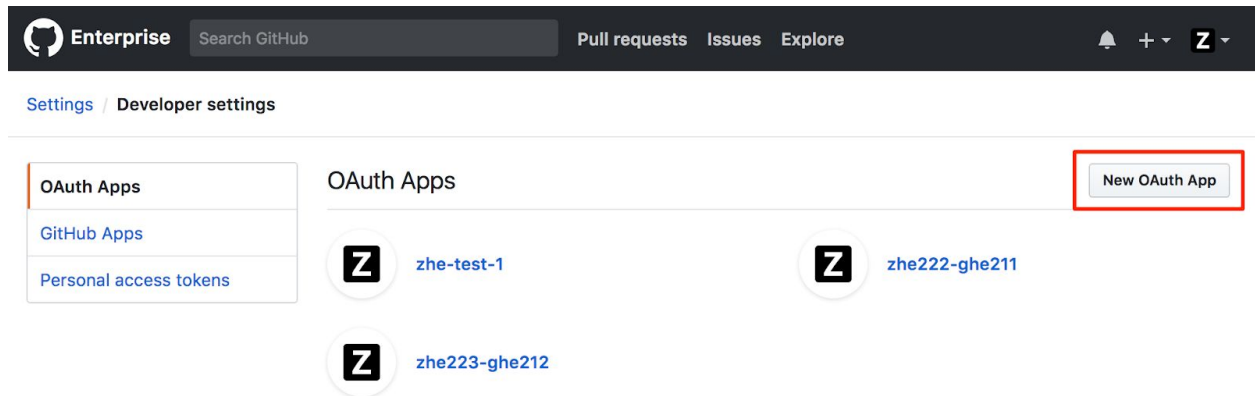 Enterprise Search GitHub Pull requests Issues Explore Z
Settings / Developer settings
OAuth Apps
GitHub Apps
Personal access tokens
OAuth Apps New OAuth App
Z zhe-test-1 Z zhe222-ghe211
Z zhe223-ghe212